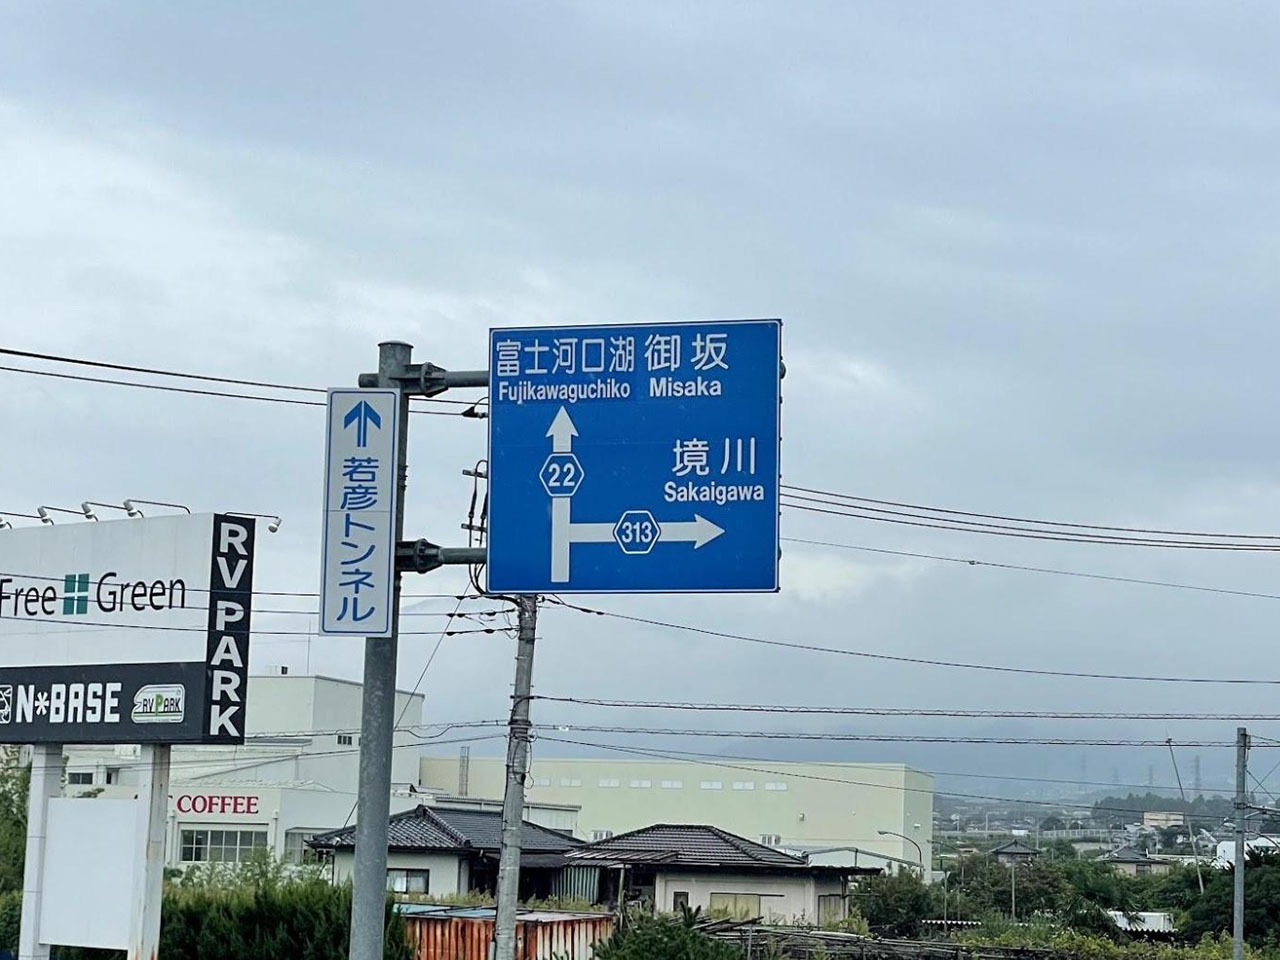 富士河口湖 御坂
Fujikawaguchiko Misaka
22
境川
Sakaigawa
313
若彦トンネル
Free Green
RV PARK
N*BASE
RV PARK
COFFEE